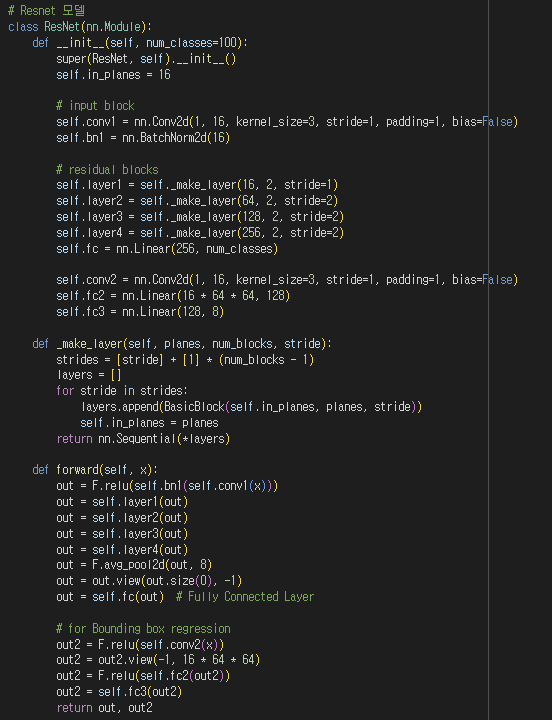 # Resnet 모델
class ResNet(nn.Module):
    def __init__(self, num_classes=100):
        super(ResNet, self).__init__()
        self.in_planes = 16

        # input block
        self.conv1 = nn.Conv2d(1, 16, kernel_size=3, stride=1, padding=1, bias=False)
        self.bn1 = nn.BatchNorm2d(16)

        # residual blocks
        self.layer1 = self._make_layer(16, 2, stride=1)
        self.layer2 = self._make_layer(64, 2, stride=2)
        self.layer3 = self._make_layer(128, 2, stride=2)
        self.layer4 = self._make_layer(256, 2, stride=2)
        self.fc = nn.Linear(256, num_classes)

        self.conv2 = nn.Conv2d(1, 16, kernel_size=3, stride=1, padding=1, bias=False)
        self.fc2 = nn.Linear(16 * 64 * 64, 128)
        self.fc3 = nn.Linear(128, 8)

    def _make_layer(self, planes, num_blocks, stride):
        strides = [stride] + [1] * (num_blocks - 1)
        layers = []
        for stride in strides:
            layers.append(BasicBlock(self.in_planes, planes, stride))
            self.in_planes = planes
        return nn.Sequential(*layers)

    def forward(self, x):
        out = F.relu(self.bn1(self.conv1(x)))
        out = self.layer1(out)
        out = self.layer2(out)
        out = self.layer3(out)
        out = self.layer4(out)
        out = F.avg_pool2d(out, 8)
        out = out.view(out.size(0), -1)
        out = self.fc(out)  # Fully Connected Layer

        # for Bounding box regression
        out2 = F.relu(self.conv2(x))
        out2 = out2.view(-1, 16 * 64 * 64)
        out2 = F.relu(self.fc2(out2))
        out2 = self.fc3(out2)
        return out, out2